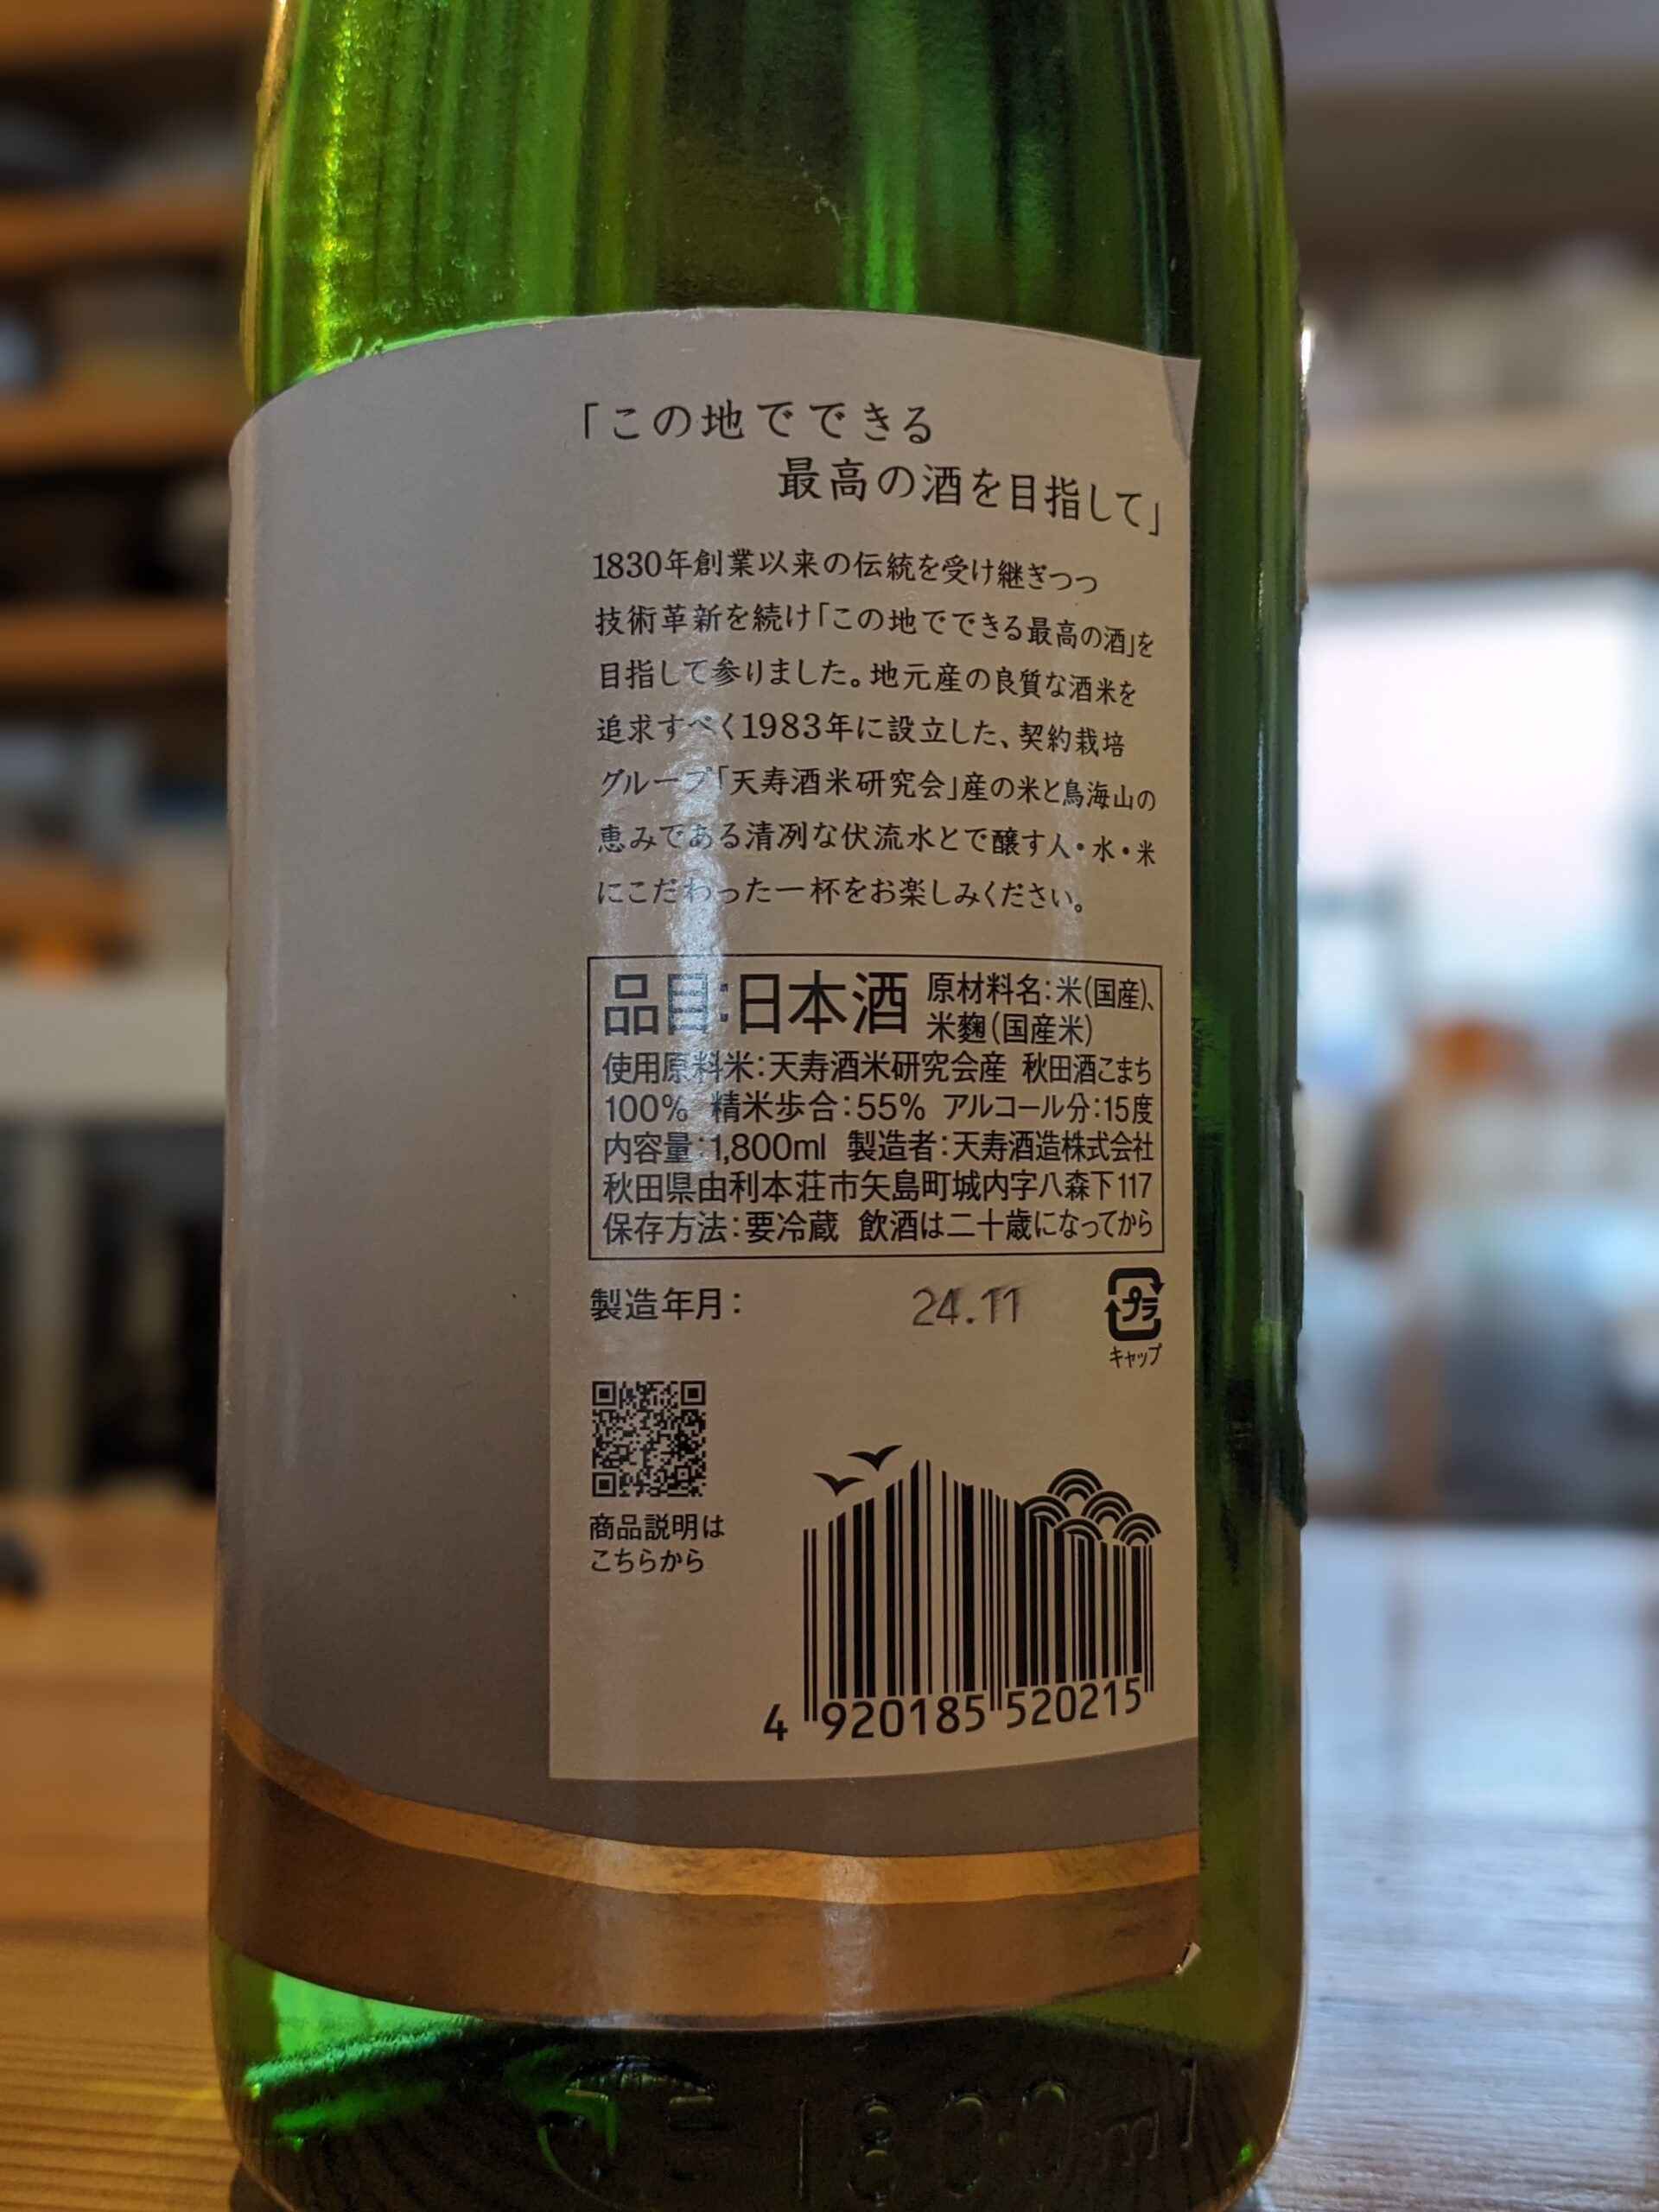 「この地でできる
最高の酒を目指して」
1830年創業以来の伝統を受け継ぎつつ
技術革新を続け「この地でできる最高の酒」を
目指して参りました。地元産の良質な酒米を
追求すべく1983年に設立した、契約栽培
グループ「天寿酒米研究会」産の米と鳥海山の
恵みである清冽な伏流水とで醸す人・水・米
にこだわった一杯をお楽しみください。
品目:日本酒 原材料名:米(国産)、
米麹(国産米)
使用原料米:天寿酒米研究会産 秋田酒こまち
100% 精米歩合:55% アルコール分:15度
内容量:1,800ml 製造者:天寿酒造株式会社
秋田県由利本荘市矢島町城内字八森下117
保存方法:要冷蔵 飲酒は二十歳になってから
製造年月: 24.11
プラ
キャップ
商品説明は
こちらから
4 920185 520215
1800ml